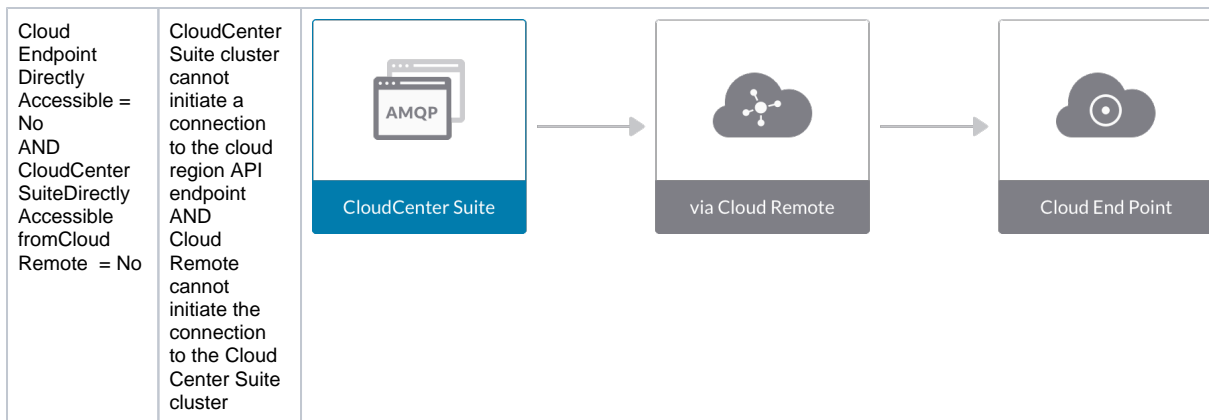 Cloud
Endpoint
Directly
Accessible =
No
AND
CloudCenter
SuiteDirectly
Accessible
fromCloud
Remote = No
CloudCenter
Suite cluster
cannot
initiate a
connection
to the cloud
region API
endpoint
AND
Cloud
Remote
cannot
initiate the
connection
to the Cloud
Center Suite
cluster
AMQP
CloudCenter Suite
via Cloud Remote
Cloud End Point